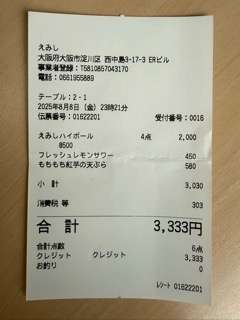 えみし
大阪府大阪市淀川区 西中島3-17-3 ERビル
事業者登録：T5810857043170
電話：0661955889
テーブル：2-1
2025年8月8日（金）23時21分
伝票番号：01622201 受付番号：0016
えみしハイボール 4点 2,000
@500
フレッシュレモンサワー 450
もちもち紅芋の天ぷら 580
小 計 3,030
消費税 等 303
合 計 3,333円
合計点数 6点
クレジット クレジット 3,333
お釣り 0
レシート 01622201